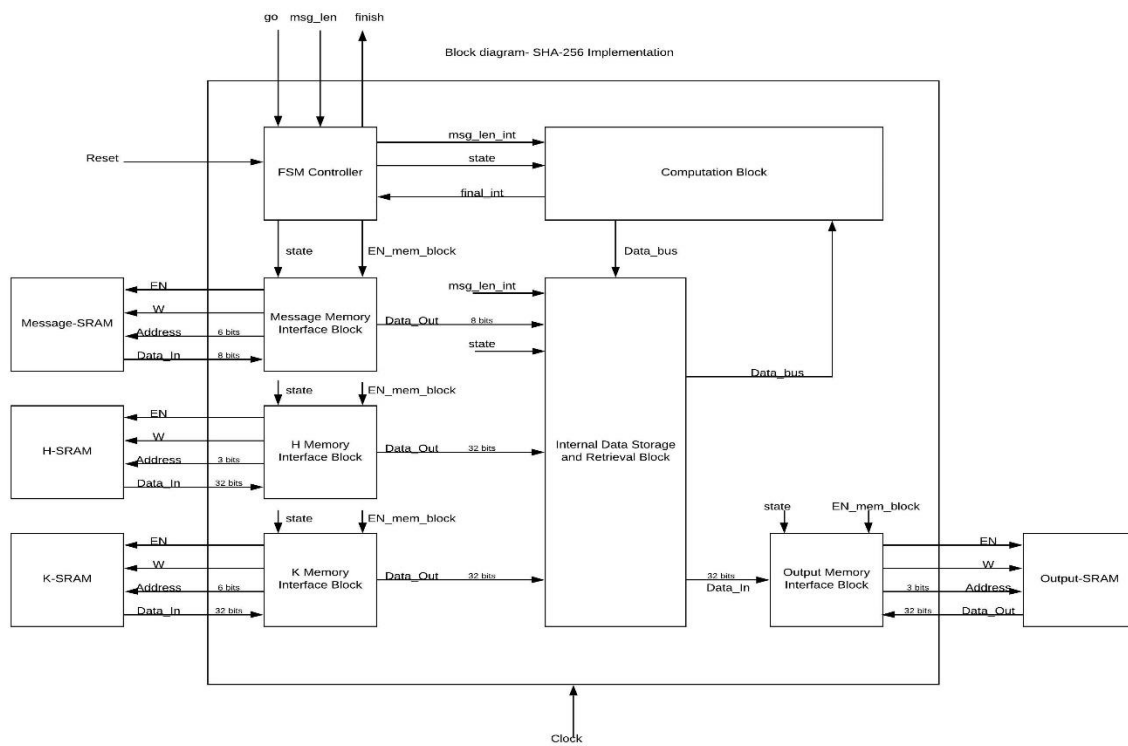 go
msg_len
finish
Block diagram- SHA-256 Implementation
Reset
FSM Controller
msg_len_int
state
final_int
Computation Block
state
EN_mem_block
Data_bus
Message-SRAM
EN
W
Address
6 bits
Data_In
8 bits
Message Memory
Interface Block
Data_Out
8 bits
msg_len_int
state
Data_bus
state
EN_mem_block
H-SRAM
EN
W
Address
3 bits
Data_In
32 bits
H Memory
Interface Block
Data_Out
32 bits
Internal Data Storage
and Retrieval Block
state
EN_mem_block
K-SRAM
EN
W
Address
6 bits
Data_In
32 bits
K Memory
Interface Block
Data_Out
32 bits
state
EN_mem_block
32 bits
Data_In
Output Memory
Interface Block
EN
W
3 bits
Address
32 bits
Data_Out
Output-SRAM
Clock